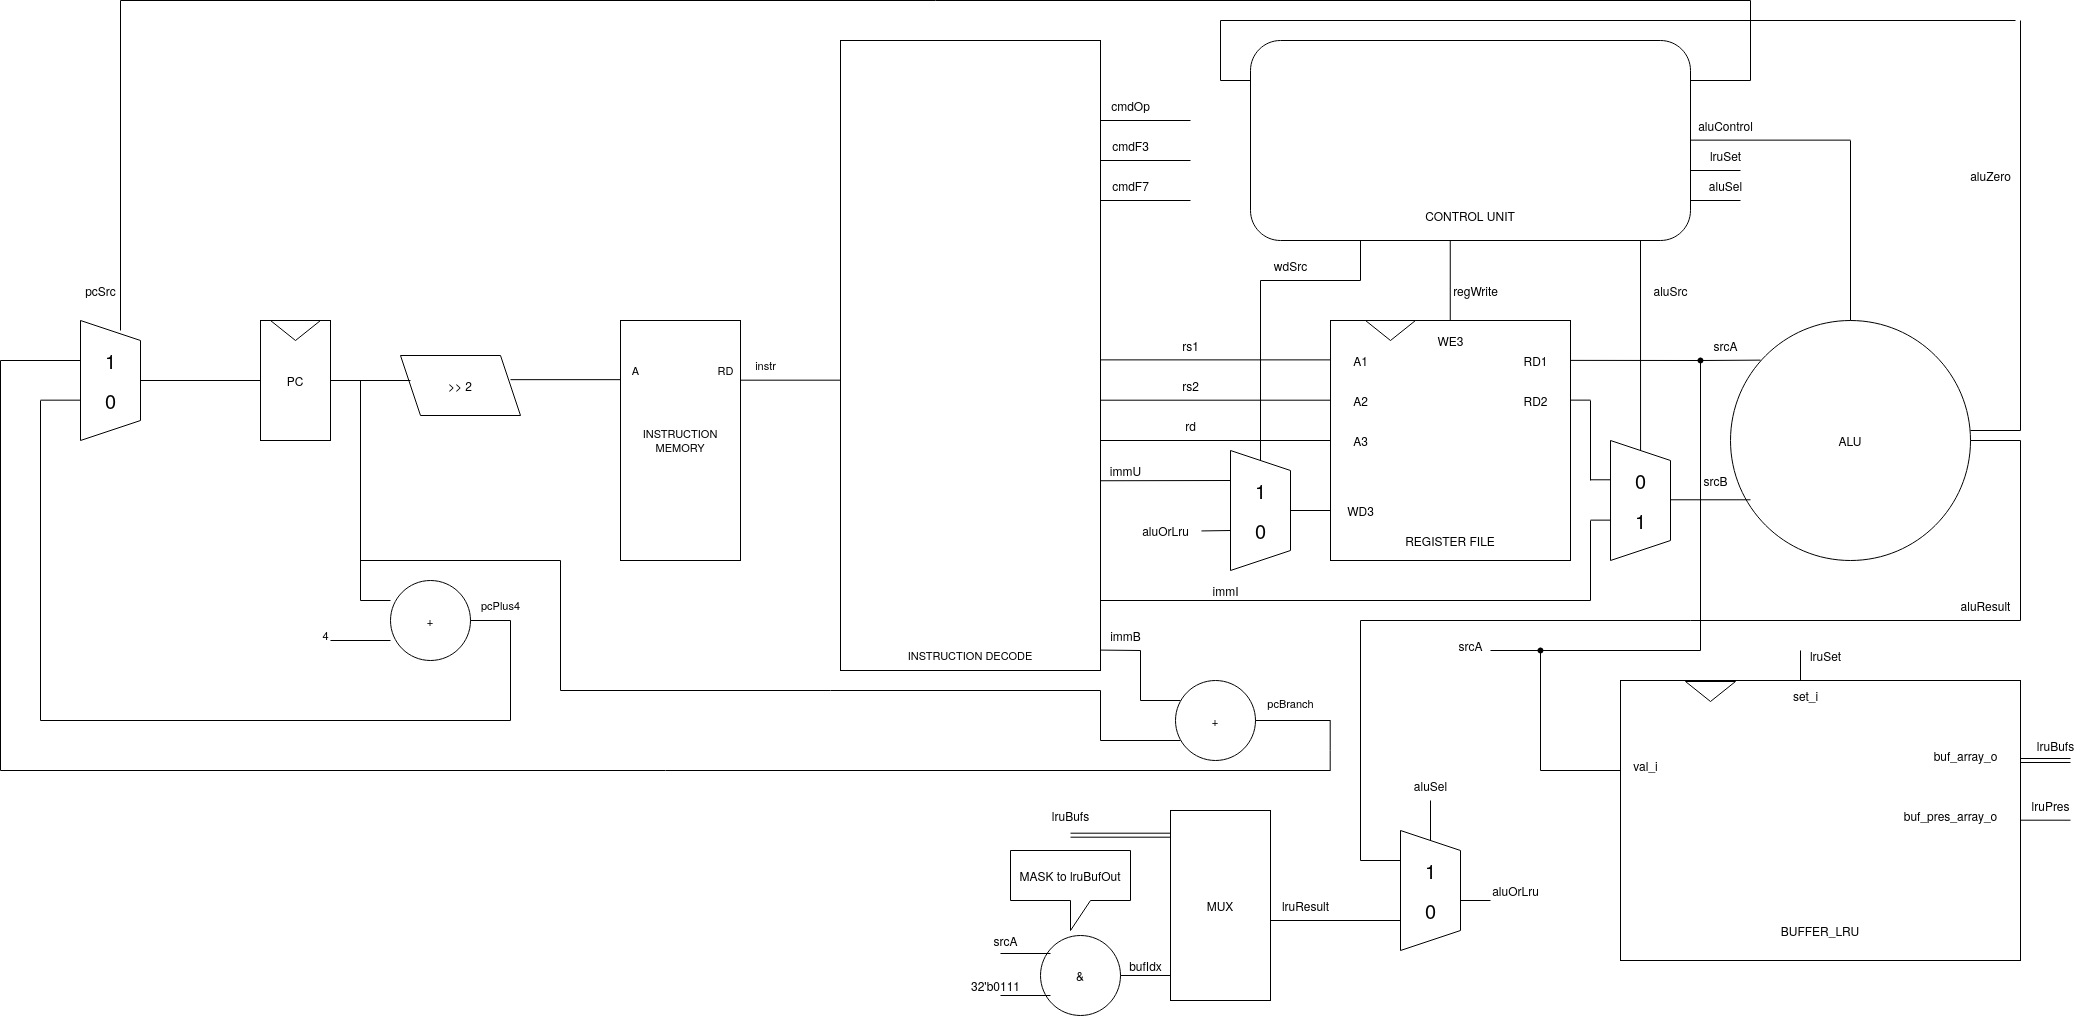 cmdOp
cmdF3
cmdF7
CONTROL UNIT
aluControl
lruSet
aluSel
aluZero
wdSrc
regWrite
aluSrc
pcSrc
1
0
PC
>> 2
A
RD
INSTRUCTION
MEMORY
instr
INSTRUCTION DECODE
rs1
rs2
rd
immU
aluOrLru
1
0
immI
immB
WE3
A1
RD1
A2
RD2
A3
WD3
REGISTER FILE
0
1
srcA
srcB
ALU
aluResult
4
+
pcPlus4
+
pcBranch
srcA
lruSet
set_i
val_i
buf_array_o
lruBufs
buf_pres_array_o
lruPres
BUFFER_LRU
lruBufs
MASK to lruBufOut
srcA
32'b0111
&
bufIdx
MUX
lruResult
aluSel
1
0
aluOrLru